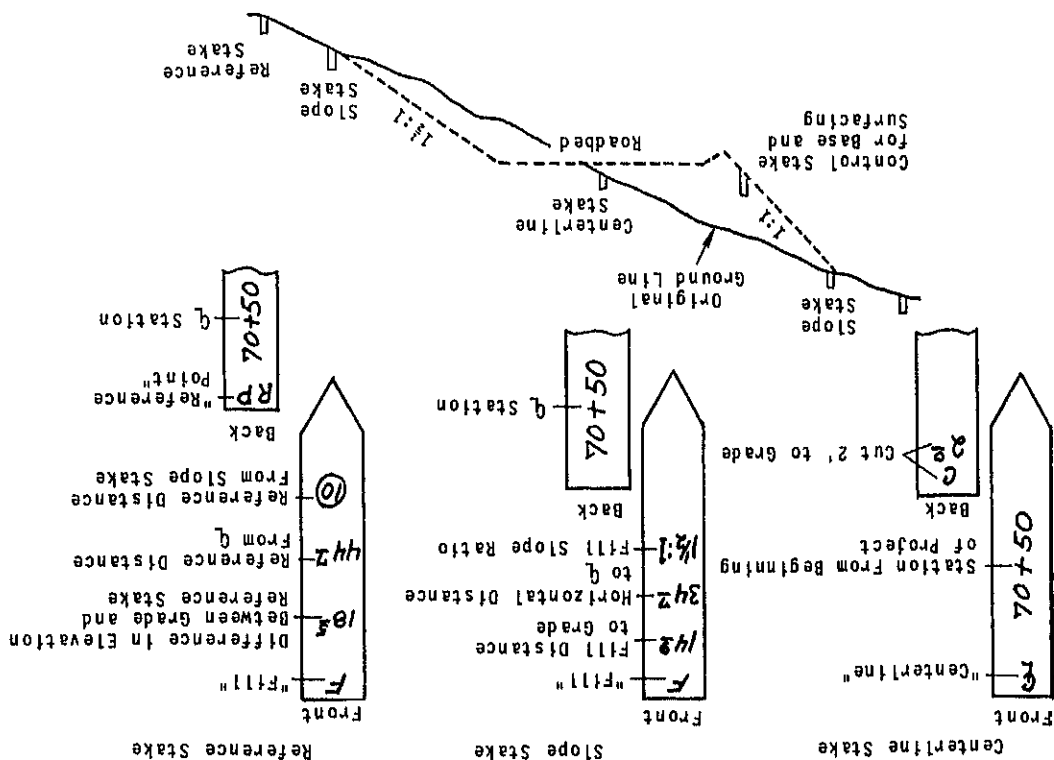 Centerline Stake
Front
℄
"Centerline"
70+50
Station From Beginning
of Project
Back
C
Cut 2' to Grade
Slope Stake
Front
F
"Fill"
Fill Distance
to Grade
Horizontal Distance
to ℄
1½:1
Fill Slope Ratio
Back
70+50
℄ Station
Reference Stake
Front
F
"Fill"
18⁵
Difference in Elevation
Between Grade and
Reference Stake
Reference Distance
From ℄
10
Reference Distance
From Slope Stake
Back
RP
"Reference
Point"
70+50
℄ Station
Slope
Stake
Original
Ground Line
1:1
Control Stake
for Base and
Surfacing
Centerline
Stake
Roadbed
1½:1
Slope
Stake
Reference
Stake